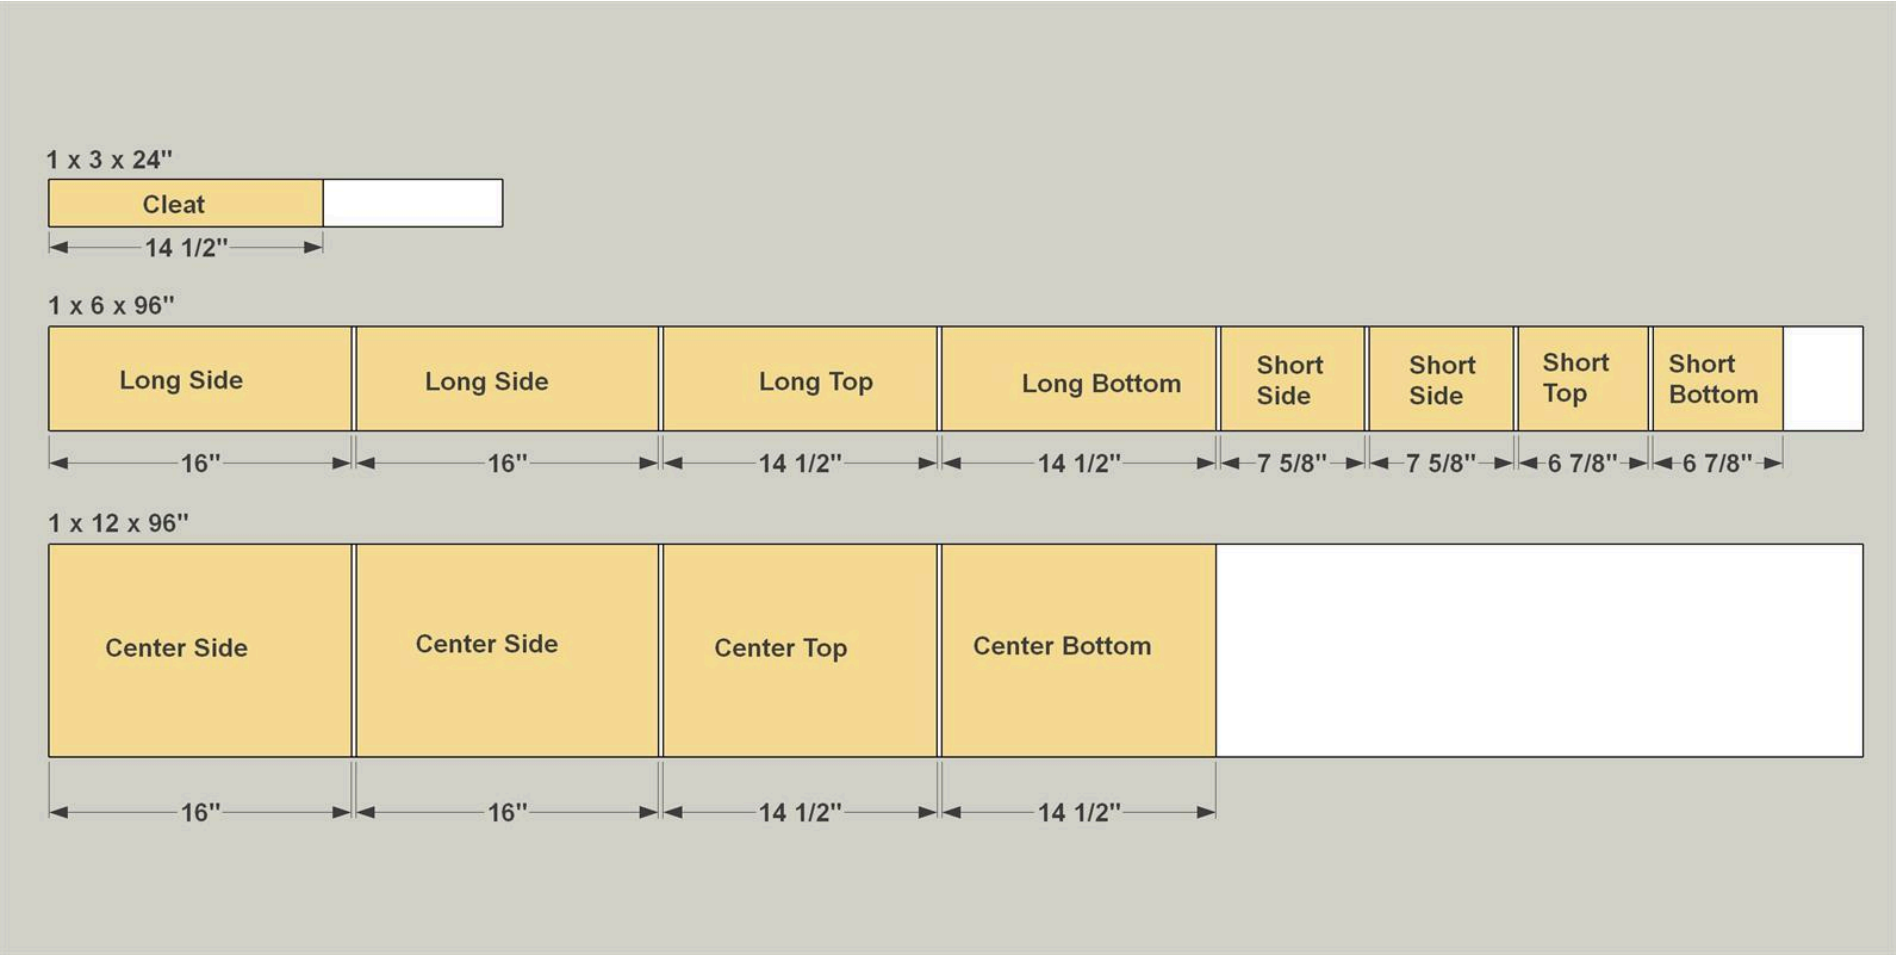 1 x 3 x 24"
Cleat
14 1/2"
1 x 6 x 96"
Long Side
Long Side
Long Top
Long Bottom
Short
Side
Short
Side
Short
Top
Short
Bottom
16"
16"
14 1/2"
14 1/2"
7 5/8"
7 5/8"
6 7/8"
6 7/8"
1 x 12 x 96"
Center Side
Center Side
Center Top
Center Bottom
16"
16"
14 1/2"
14 1/2"